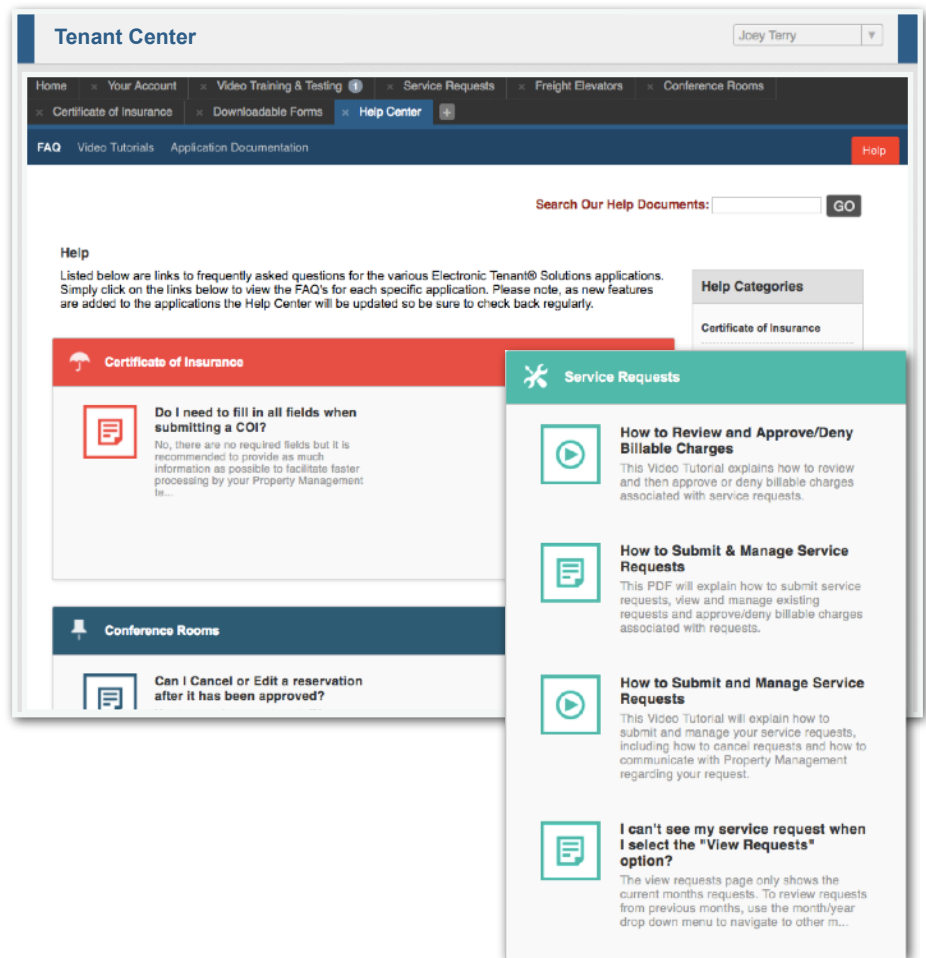 Tenant Center
Joey Terry
Home × Your Account × Video Training & Testing 1 × Service Requests × Freight Elevators × Conference Rooms
× Certificate of Insurance × Downloadable Forms × Help Center +
FAQ Video Tutorials Application Documentation
Help
Search Our Help Documents: GO
Help
Listed below are links to frequently asked questions for the various Electronic Tenant® Solutions applications.
Simply click on the links below to view the FAQ's for each specific application. Please note, as new features
are added to the applications the Help Center will be updated so be sure to check back regularly.
Help Categories
Certificate of Insurance
Certificate of Insurance
Do I need to fill in all fields when
submitting a COI?
No, there are no required fields but it is
recommended to provide as much
information as possible to facilitate faster
processing by your Property Management
te...
Conference Rooms
Can I Cancel or Edit a reservation
after it has been approved?
Service Requests
How to Review and Approve/Deny
Billable Charges
This Video Tutorial explains how to review
and then approve or deny billable charges
associated with service requests.
How to Submit & Manage Service
Requests
This PDF will explain how to submit service
requests, view and manage existing
requests and approve/deny billable charges
associated with requests.
How to Submit and Manage Service
Requests
This Video Tutorial will explain how to
submit and manage your service requests,
including how to cancel requests and how to
communicate with Property Management
regarding your request.
I can't see my service request when
I select the "View Requests"
option?
The view requests page only shows the
current months requests. To review requests
from previous months, use the month/year
drop down menu to navigate to other m...